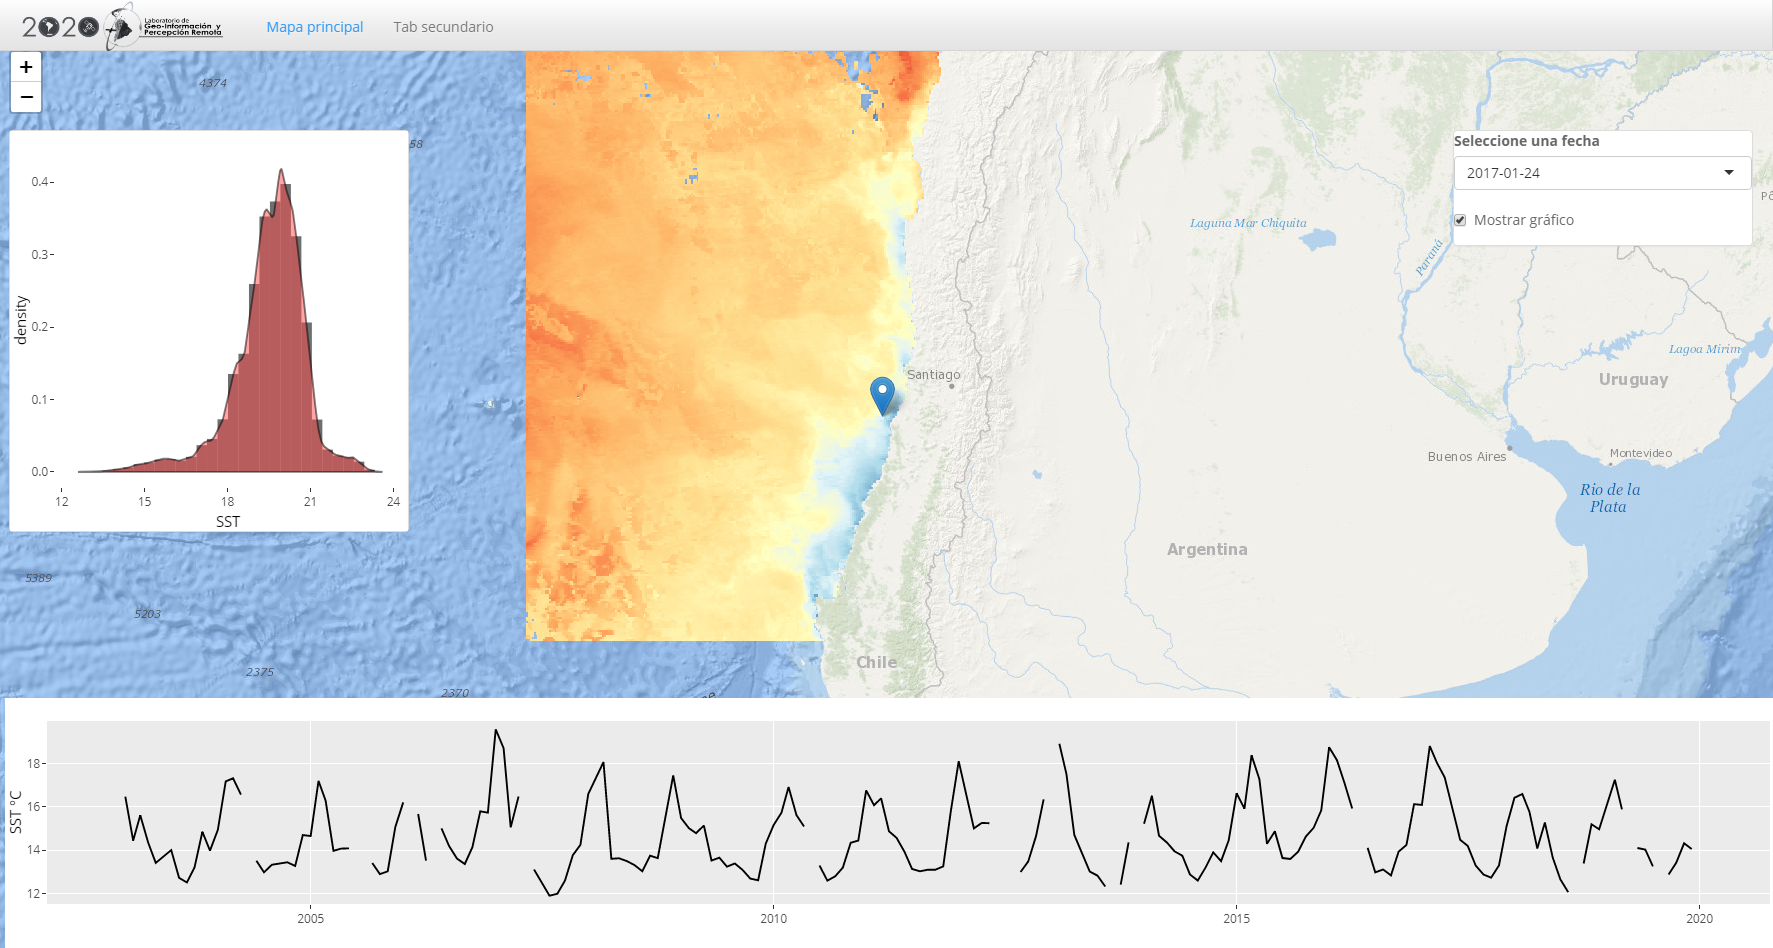 2020
Laboratorio de
Geo-Información y
Percepción Remota
Mapa principal
Tab secundario
+
−
4374
58
density
0.4
0.3
0.2
0.1
0.0
12
15
18
21
24
SST
Seleccione una fecha
2017-01-24
Mostrar gráfico
Laguna Mar Chiquita
Paraná
Lagoa Mirim
Santiago
Uruguay
Buenos Aires
Montevideo
Rio de la
Plata
Argentina
5389
5203
2375
Chile
2370
SST °C
18
16
14
12
2005
2010
2015
2020